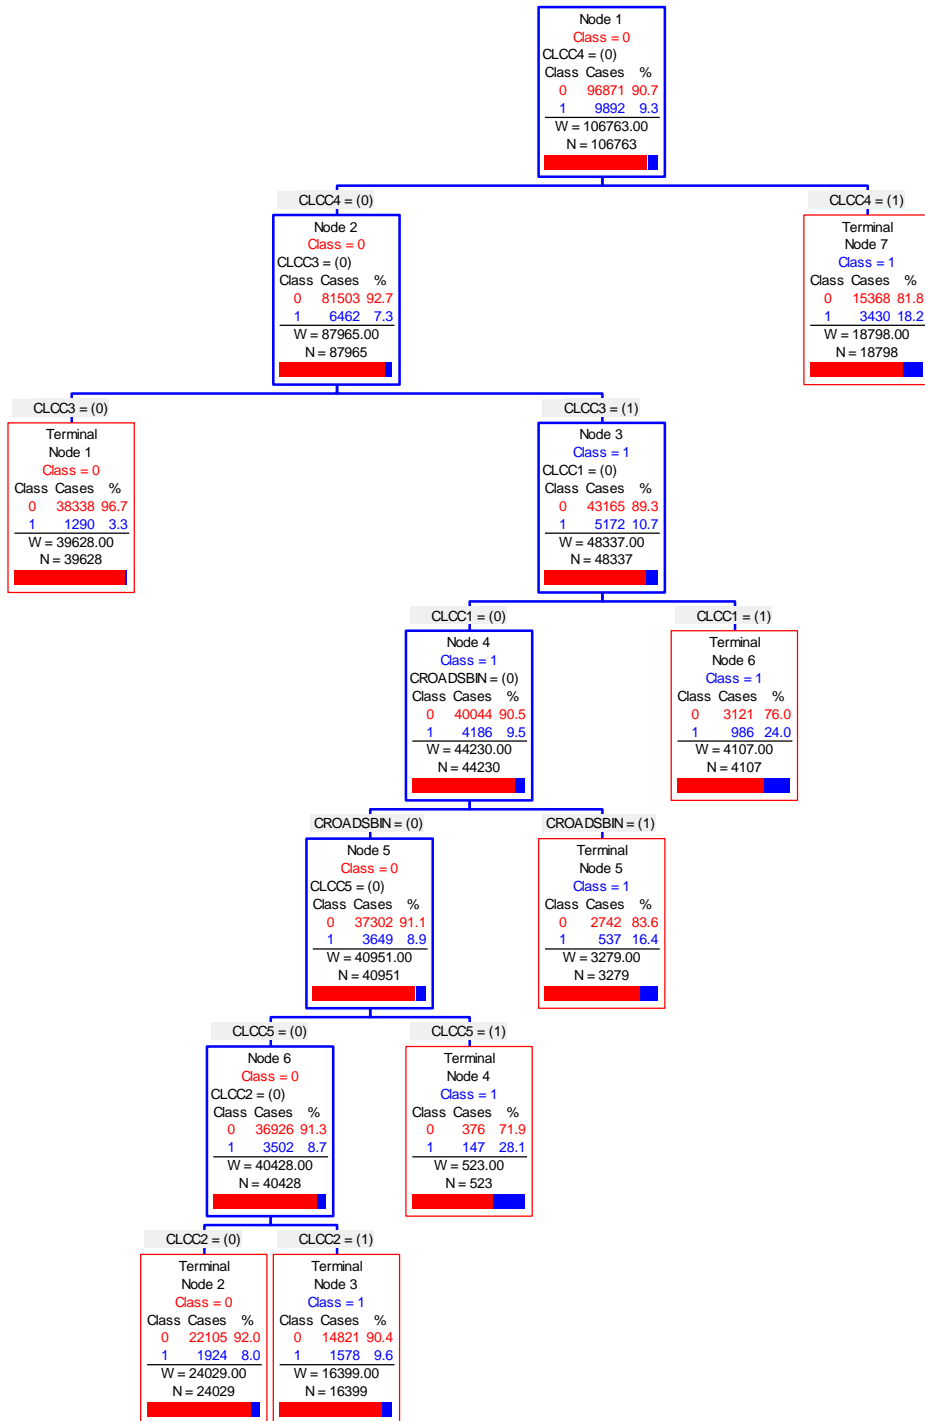 Node 1
Class = 0
CLCC4 = (0)
Class Cases %
0 96871 90.7
1 9892 9.3
W = 106763.00
N = 106763
CLCC4 = (0)
Node 2
Class = 0
CLCC3 = (0)
Class Cases %
0 81503 92.7
1 6462 7.3
W = 87965.00
N = 87965
CLCC4 = (1)
Terminal
Node 7
Class = 1
Class Cases %
0 15368 81.8
1 3430 18.2
W = 18798.00
N = 18798
CLCC3 = (0)
Terminal
Node 1
Class = 0
Class Cases %
0 38338 96.7
1 1290 3.3
W = 39628.00
N = 39628
CLCC3 = (1)
Node 3
Class = 1
CLCC1 = (0)
Class Cases %
0 43165 89.3
1 5172 10.7
W = 48337.00
N = 48337
CLCC1 = (0)
Node 4
Class = 1
CROADSBIN = (0)
Class Cases %
0 40044 90.5
1 4186 9.5
W = 44230.00
N = 44230
CLCC1 = (1)
Terminal
Node 6
Class = 1
Class Cases %
0 3121 76.0
1 986 24.0
W = 4107.00
N = 4107
CROADSBIN = (0)
Node 5
Class = 0
CLCC5 = (0)
Class Cases %
0 37302 91.1
1 3649 8.9
W = 40951.00
N = 40951
CROADSBIN = (1)
Terminal
Node 5
Class = 1
Class Cases %
0 2742 83.6
1 537 16.4
W = 3279.00
N = 3279
CLCC5 = (0)
Node 6
Class = 0
CLCC2 = (0)
Class Cases %
0 36926 91.3
1 3502 8.7
W = 40428.00
N = 40428
CLCC5 = (1)
Terminal
Node 4
Class = 1
Class Cases %
0 376 71.9
1 147 28.1
W = 523.00
N = 523
CLCC2 = (0)
Terminal
Node 2
Class = 0
Class Cases %
0 22105 92.0
1 1924 8.0
W = 24029.00
N = 24029
CLCC2 = (1)
Terminal
Node 3
Class = 1
Class Cases %
0 14821 90.4
1 1578 9.6
W = 16399.00
N = 16399